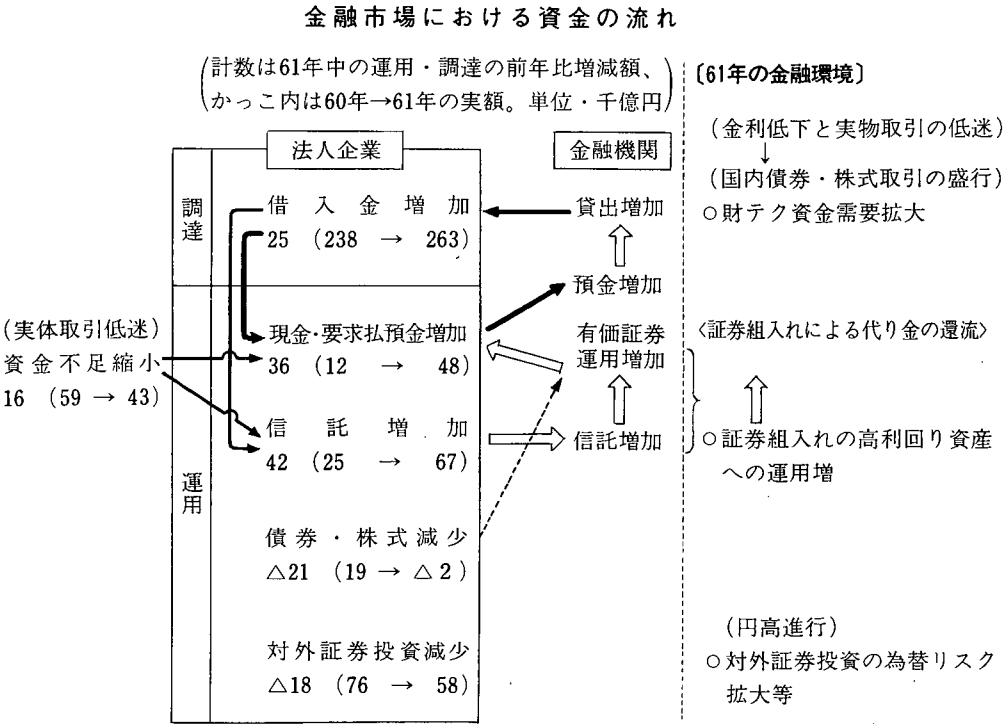 金融市場における資金の流れ
(計数は61年中の運用・調達の前年比増減額、
かっこ内は60年→61年の実額。単位・千億円)
〔61年の金融環境〕
法人企業
金融機関
(金利低下と実物取引の低迷)
↓
(国内債券・株式取引の盛行)
○財テク資金需要拡大
調達
借入金増加
25 (238 → 263)
貸出増加
預金増加
(実体取引低迷)
資金不足縮小
16 (59 → 43)
運用
現金・要求払預金増加
36 (12 → 48)
有価証券
運用増加
〈証券組入れによる代り金の還流〉
信託増加
42 (25 → 67)
信託増加
○証券組入れの高利回り資産
への運用増
債券・株式減少
△21 (19 → △2)
対外証券投資減少
△18 (76 → 58)
(円高進行)
○対外証券投資の為替リスク
拡大等